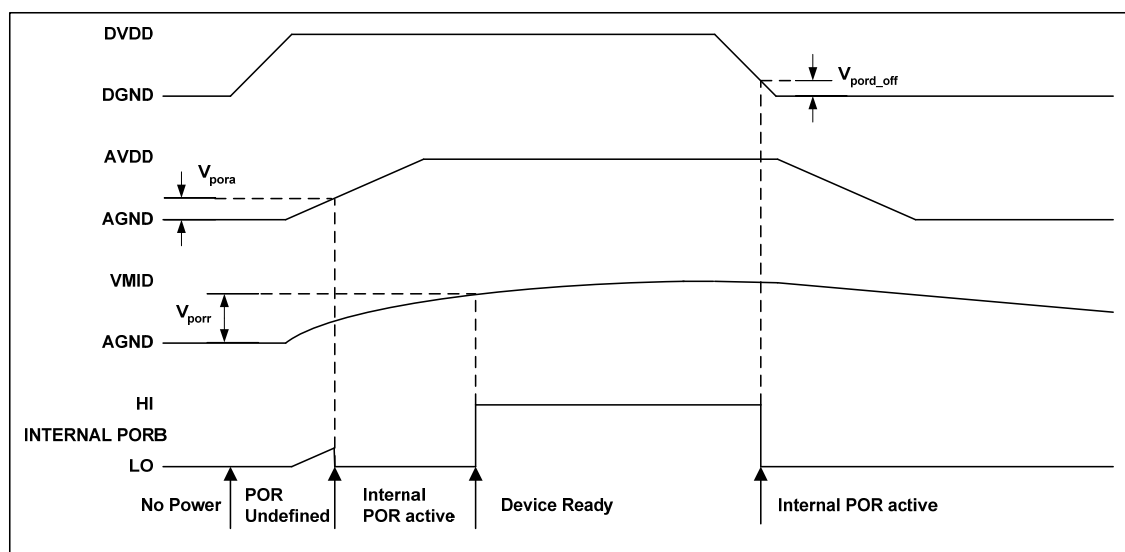 DVDD
V_pord_off
DGND
AVDD
V_pora
AGND
VMID
V_porr
AGND
HI
INTERNAL PORB
LO
No Power
POR
Undefined
Internal
POR active
Device Ready
Internal POR active